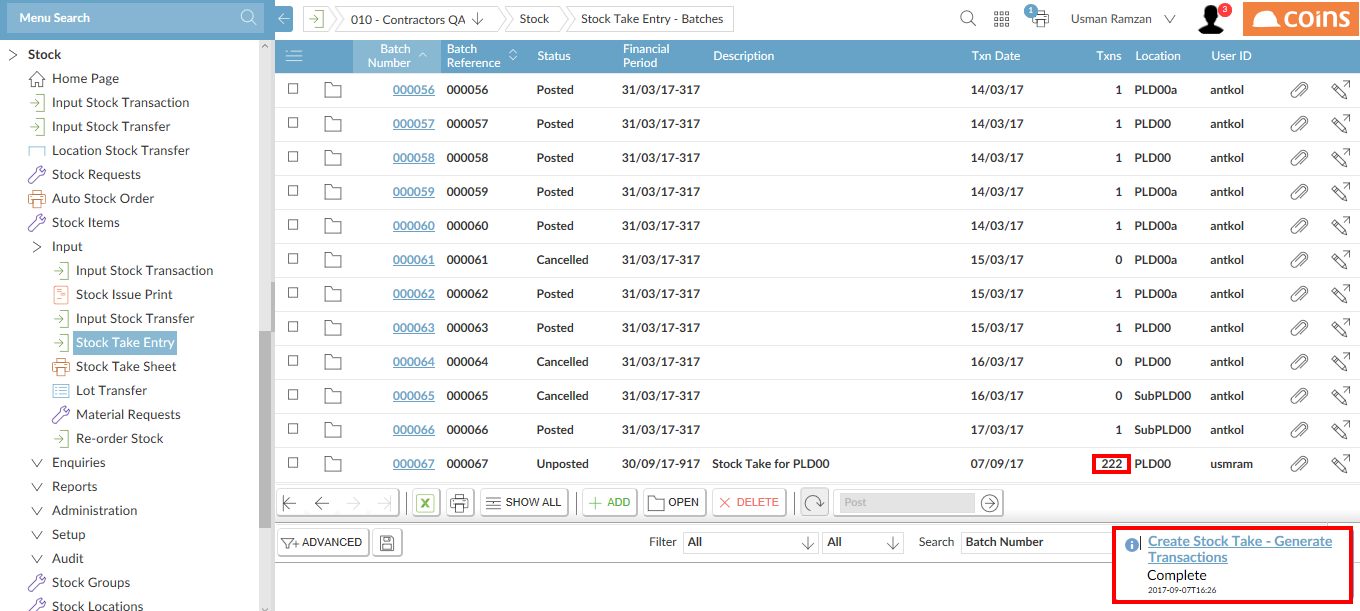 Menu Search
010 - Contractors QA
Stock
Stock Take Entry - Batches
1
Usman Ramzan
3
coins
Stock
Home Page
Input Stock Transaction
Input Stock Transfer
Location Stock Transfer
Stock Requests
Auto Stock Order
Stock Items
Input
Input Stock Transaction
Stock Issue Print
Input Stock Transfer
Stock Take Entry
Stock Take Sheet
Lot Transfer
Material Requests
Re-order Stock
Enquiries
Reports
Administration
Setup
Audit
Stock Groups
Stock Locations
Batch Number Batch Reference Status Financial Period Description Txn Date Txns Location User ID
000056 000056 Posted 31/03/17-317 14/03/17 1 PLD00a antkol
000057 000057 Posted 31/03/17-317 14/03/17 1 PLD00 antkol
000058 000058 Posted 31/03/17-317 14/03/17 1 PLD00 antkol
000059 000059 Posted 31/03/17-317 14/03/17 1 PLD00a antkol
000060 000060 Posted 31/03/17-317 14/03/17 1 PLD00a antkol
000061 000061 Cancelled 31/03/17-317 15/03/17 0 PLD00a antkol
000062 000062 Posted 31/03/17-317 15/03/17 1 PLD00a antkol
000063 000063 Posted 31/03/17-317 15/03/17 1 PLD00 antkol
000064 000064 Cancelled 31/03/17-317 16/03/17 0 PLD00 antkol
000065 000065 Cancelled 31/03/17-317 16/03/17 0 SubPLD00 antkol
000066 000066 Posted 31/03/17-317 17/03/17 1 SubPLD00 antkol
000067 000067 Unposted 30/09/17-917 Stock Take for PLD00 07/09/17 222 PLD00 usmram
X SHOW ALL ADD OPEN DELETE Post
ADVANCED Filter All All Search Batch Number
Create Stock Take - Generate
Transactions
Complete
2017-09-07T16:26